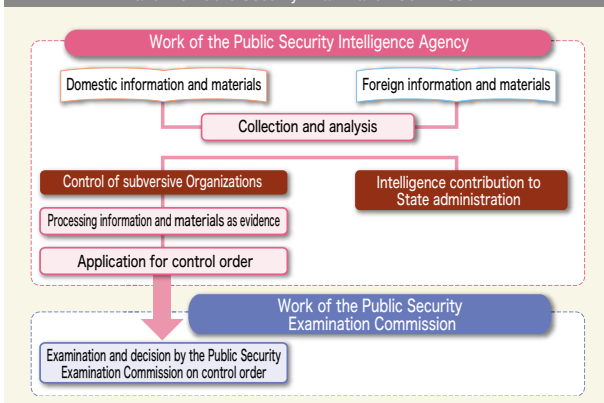 Work of the Public Security Intelligence Agency
Domestic information and materials
Foreign information and materials
Collection and analysis
Control of subversive Organizations
Intelligence contribution to
State administration
Processing information and materials as evidence
Application for control order
Work of the Public Security
Examination Commission
Examination and decision by the Public Security
Examination Commission on control order